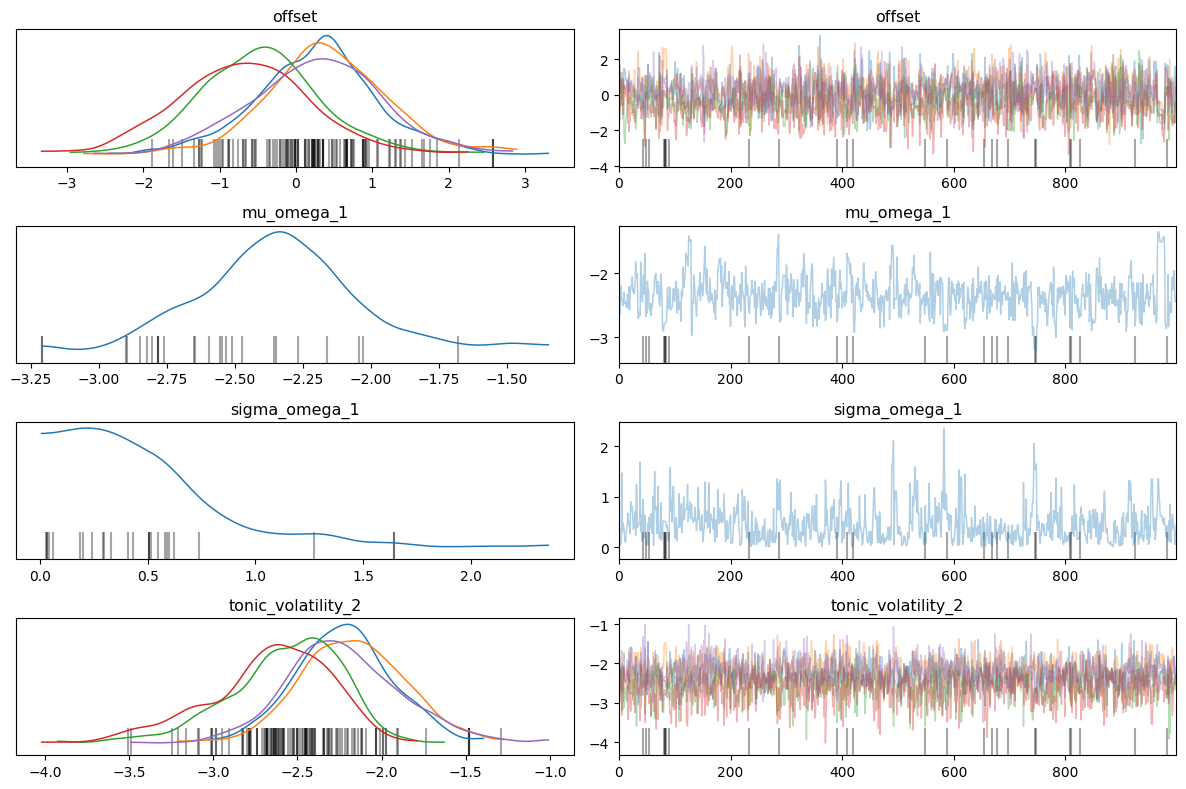 offset offset
2
0
−2
−4
−3 −2 −1 0 1 2 3 0 200 400 600 800
mu_omega_1 mu_omega_1
−2
−3
−3.25 −3.00 −2.75 −2.50 −2.25 −2.00 −1.75 −1.50 0 200 400 600 800
sigma_omega_1 sigma_omega_1
2
1
0
0.0 0.5 1.0 1.5 2.0 0 200 400 600 800
tonic_volatility_2 tonic_volatility_2
−1
−2
−3
−4
−4.0 −3.5 −3.0 −2.5 −2.0 −1.5 −1.0 0 200 400 600 800